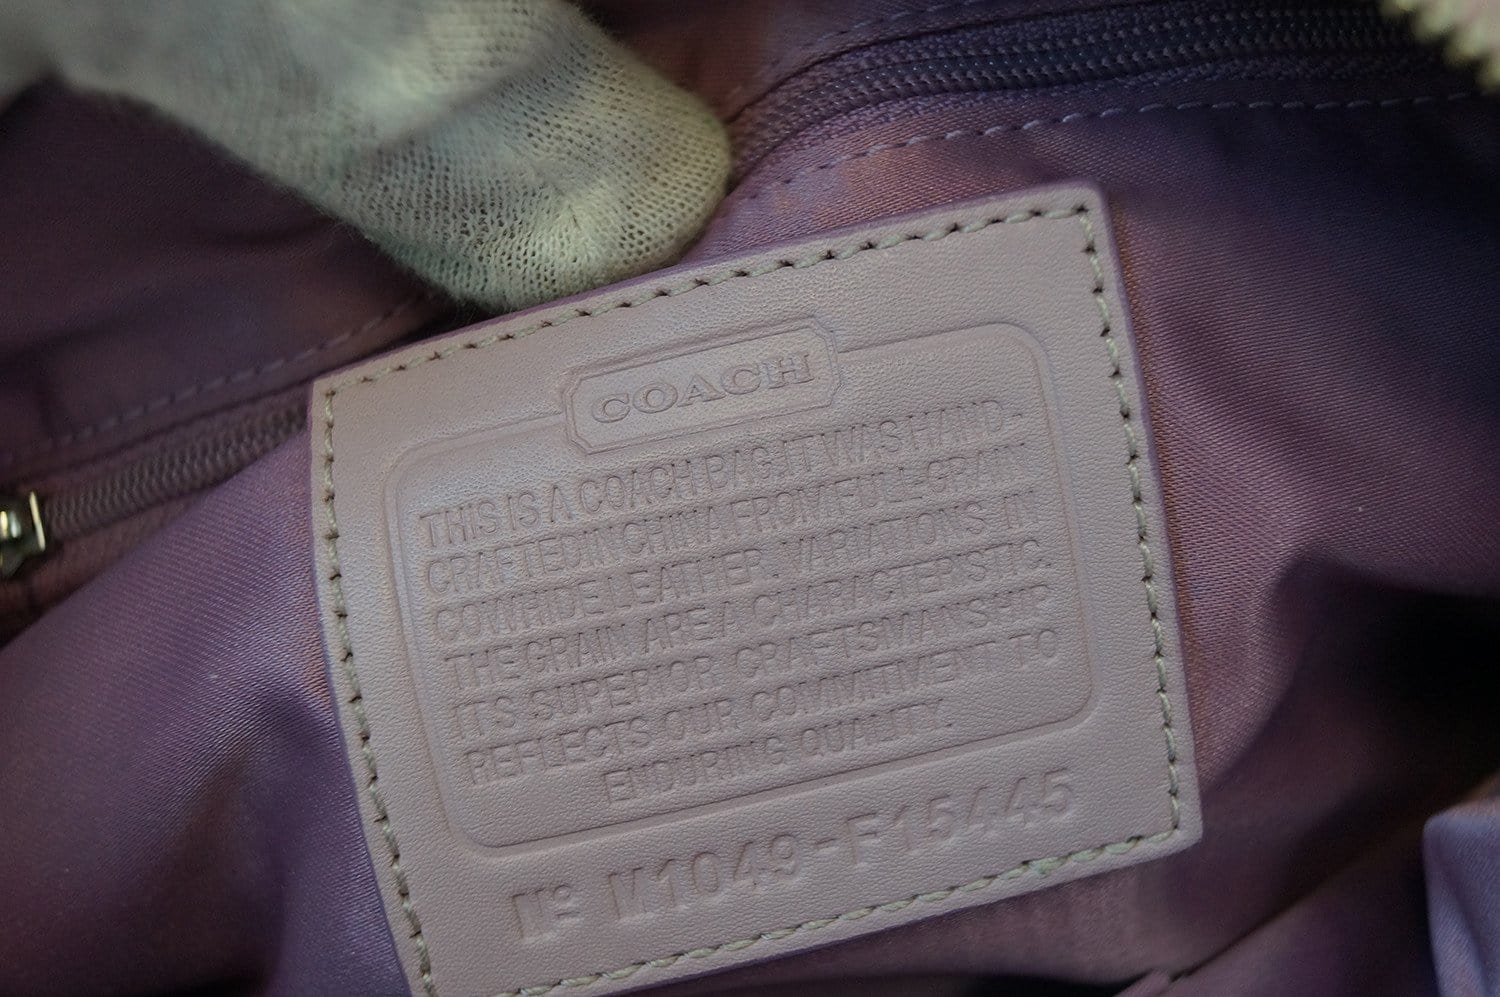 COACH
THIS IS A COACH BAG. IT WAS HAND-
CRAFTED IN CHINA FROM FULL-GRAIN
COWHIDE LEATHER. VARIATIONS IN
THE GRAIN ARE A CHARACTERISTIC.
ITS SUPERIOR CRAFTSMANSHIP
REFLECTS OUR COMMITMENT TO
ENDURING QUALITY.
Nº M1049-F15445